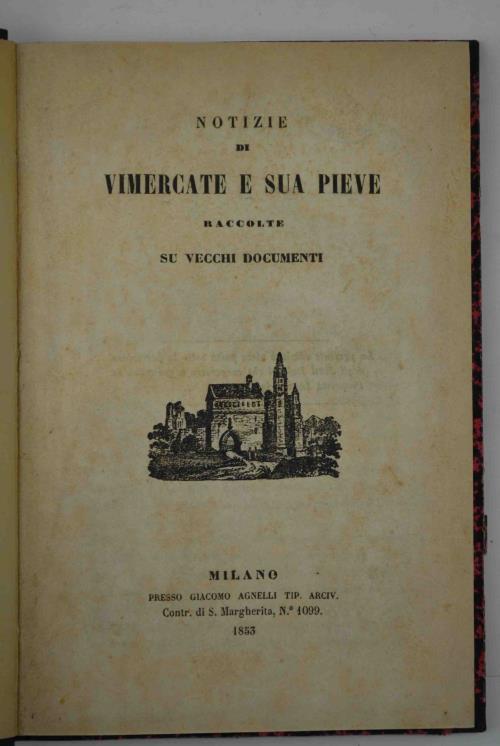 NOTIZIE
DI
VIMERCATE E SUA PIEVE
RACCOLTE
SU VECCHI DOCUMENTI
MILANO
PRESSO GIACOMO AGNELLI TIP. ARCIV.
Contr. di S. Margherita, N.° 1099.
1853